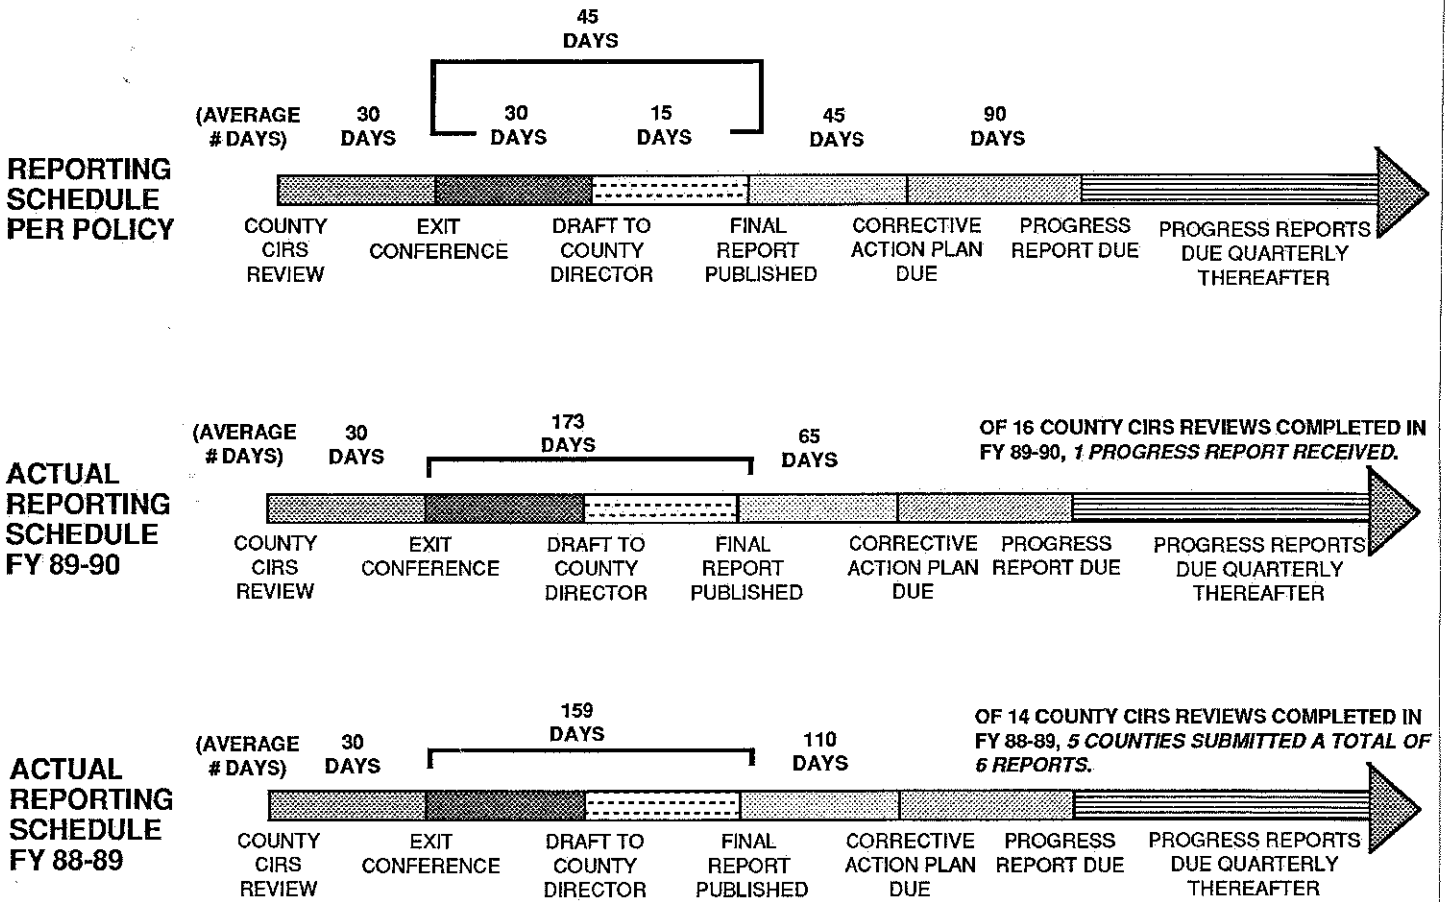 45
DAYS
(AVERAGE
# DAYS)
30
DAYS
30
DAYS
15
DAYS
45
DAYS
90
DAYS
REPORTING
SCHEDULE
PER POLICY
COUNTY
CIRS
REVIEW
EXIT
CONFERENCE
DRAFT TO
COUNTY
DIRECTOR
FINAL
REPORT
PUBLISHED
CORRECTIVE
ACTION PLAN
DUE
PROGRESS
REPORT DUE
PROGRESS REPORTS
DUE QUARTERLY
THEREAFTER
(AVERAGE
# DAYS)
30
DAYS
173
DAYS
65
DAYS
OF 16 COUNTY CIRS REVIEWS COMPLETED IN
FY 89-90, 1 PROGRESS REPORT RECEIVED.
ACTUAL
REPORTING
SCHEDULE
FY 89-90
COUNTY
CIRS
REVIEW
EXIT
CONFERENCE
DRAFT TO
COUNTY
DIRECTOR
FINAL
REPORT
PUBLISHED
CORRECTIVE
ACTION PLAN
DUE
PROGRESS
REPORT DUE
PROGRESS REPORTS
DUE QUARTERLY
THEREAFTER
(AVERAGE
# DAYS)
30
DAYS
159
DAYS
110
DAYS
OF 14 COUNTY CIRS REVIEWS COMPLETED IN
FY 88-89, 5 COUNTIES SUBMITTED A TOTAL OF
6 REPORTS.
ACTUAL
REPORTING
SCHEDULE
FY 88-89
COUNTY
CIRS
REVIEW
EXIT
CONFERENCE
DRAFT TO
COUNTY
DIRECTOR
FINAL
REPORT
PUBLISHED
CORRECTIVE
ACTION PLAN
DUE
PROGRESS
REPORT DUE
PROGRESS REPORTS
DUE QUARTERLY
THEREAFTER